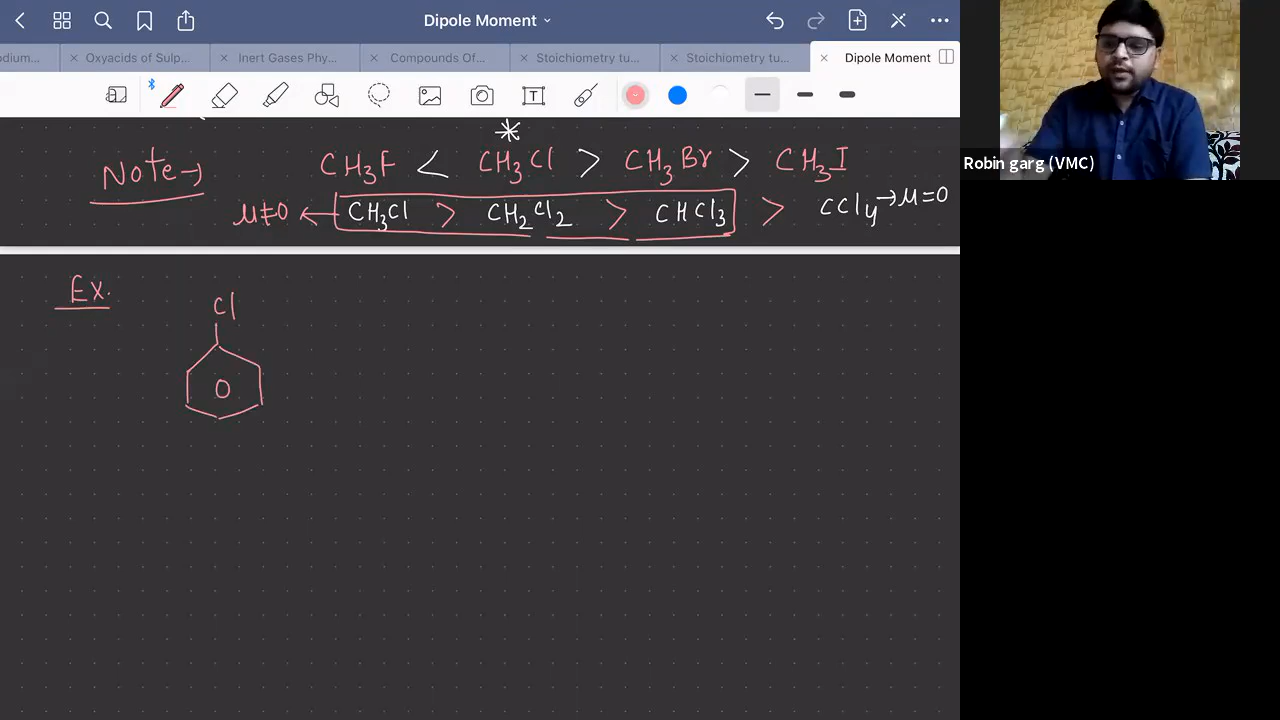 Dipole Moment
odium...
Oxyacids of Sulp...
Inert Gases Phy...
Compounds Of...
Stoichiometry tu...
Stoichiometry tu...
Dipole Moment
T
Note→ CH3F < CH3Cl > CH3Br > CH3I
*
μ≠0 ← CH3Cl > CH2Cl2 > CHCl3 > CCl4 → μ=0
Ex.
Cl
Robin garg (VMC)